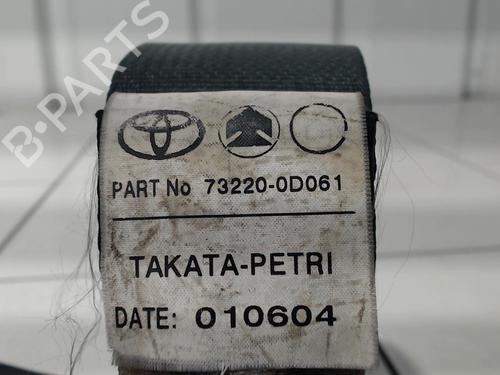 B-PARTS
PART No 73220-0D061
TAKATA-PETRI
DATE: 010604